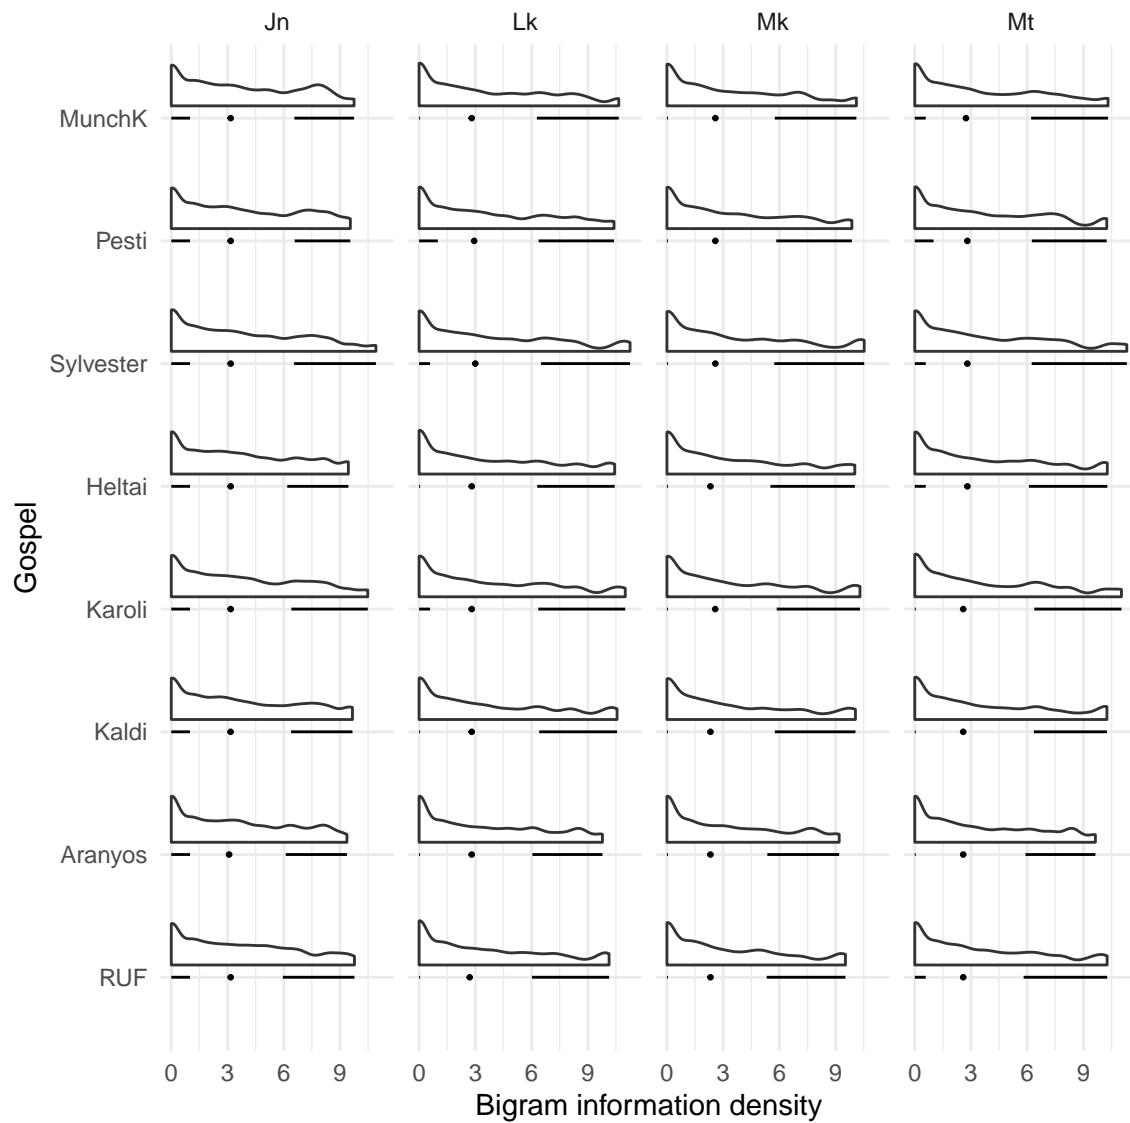 Jn Lk Mk Mt
MunchK
Pesti
Sylvester
Heltai
Karoli
Kaldi
Aranyos
RUF
Gospel
0 3 6 9 0 3 6 9 0 3 6 9 0 3 6 9
Bigram information density